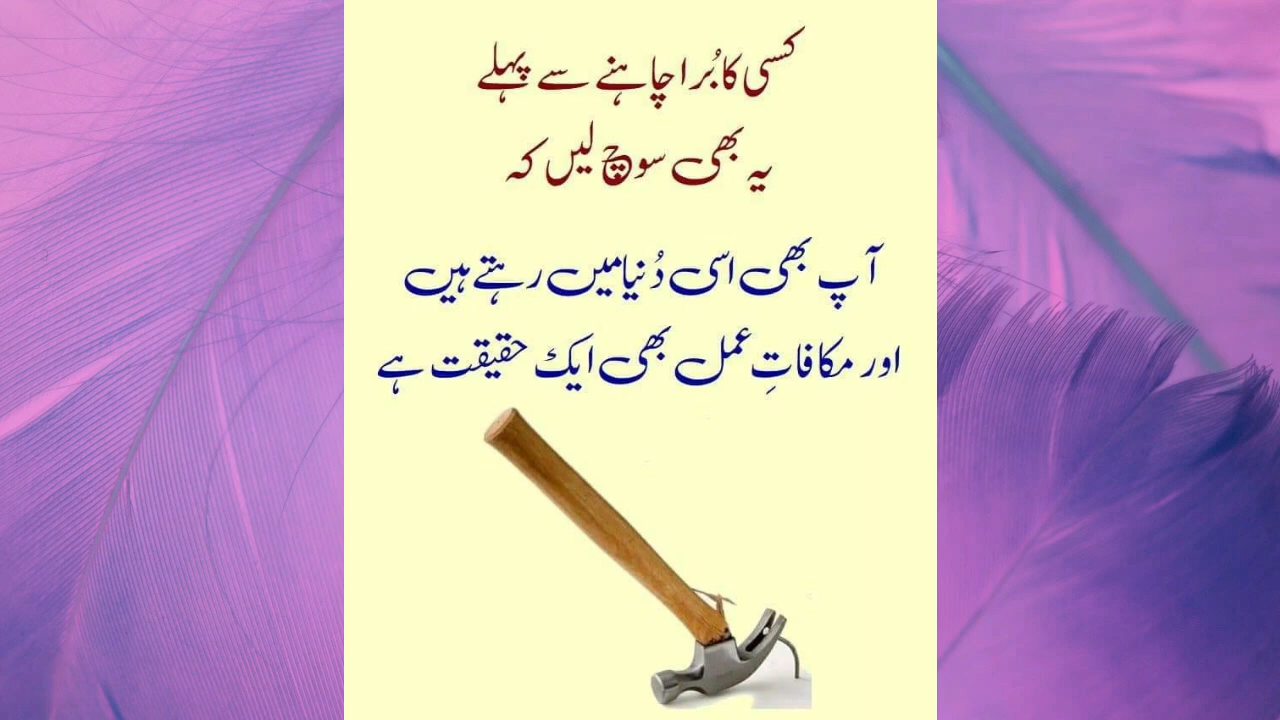 کسی کا بُرا چاہنے سے پہلے
یہ بھی سوچ لیں کہ
آپ بھی اسی دُنیا میں رہتے ہیں
اور مکافاتِ عمل بھی ایک حقیقت ہے